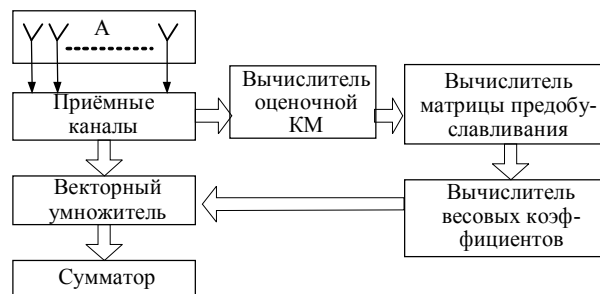 А
Приёмные
каналы
Вычислитель
оценочной
КМ
Вычислитель
матрицы предобу-
славливания
Векторный
умножитель
Вычислитель
весовых коэф-
фициентов
Сумматор